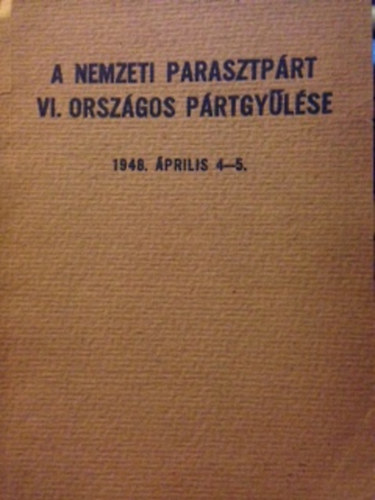 A NEMZETI PARASZTPÁRT
VI. ORSZÁGOS PÁRTGYŰLÉSE
1948. ÁPRILIS 4—5.